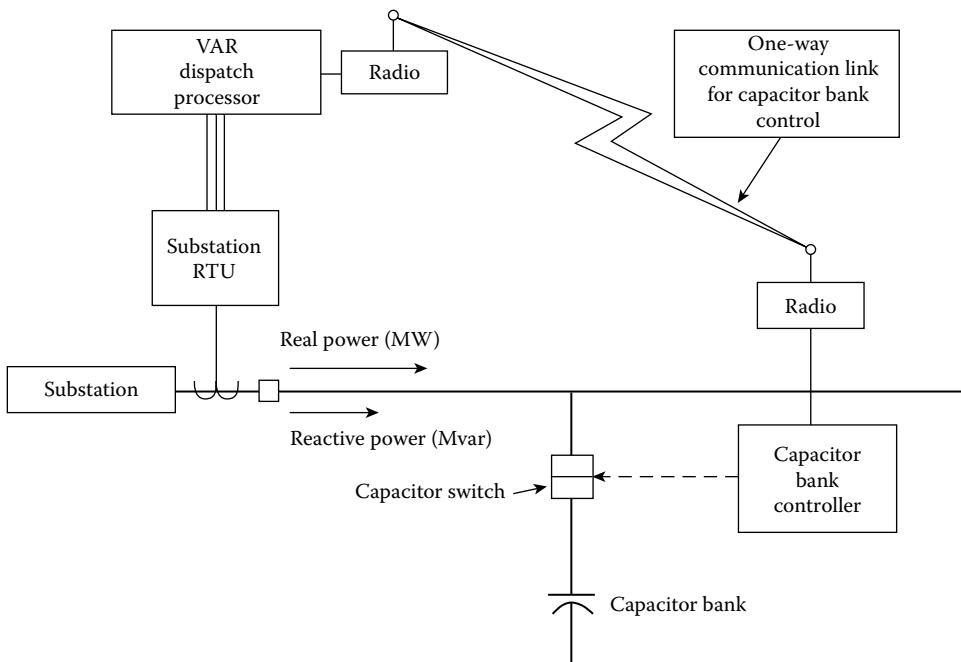 VAR
dispatch
processor
Radio
One-way
communication link
for capacitor bank
control
Substation
RTU
Radio
Real power (MW)
Substation
Reactive power (Mvar)
Capacitor switch
Capacitor
bank
controller
Capacitor bank